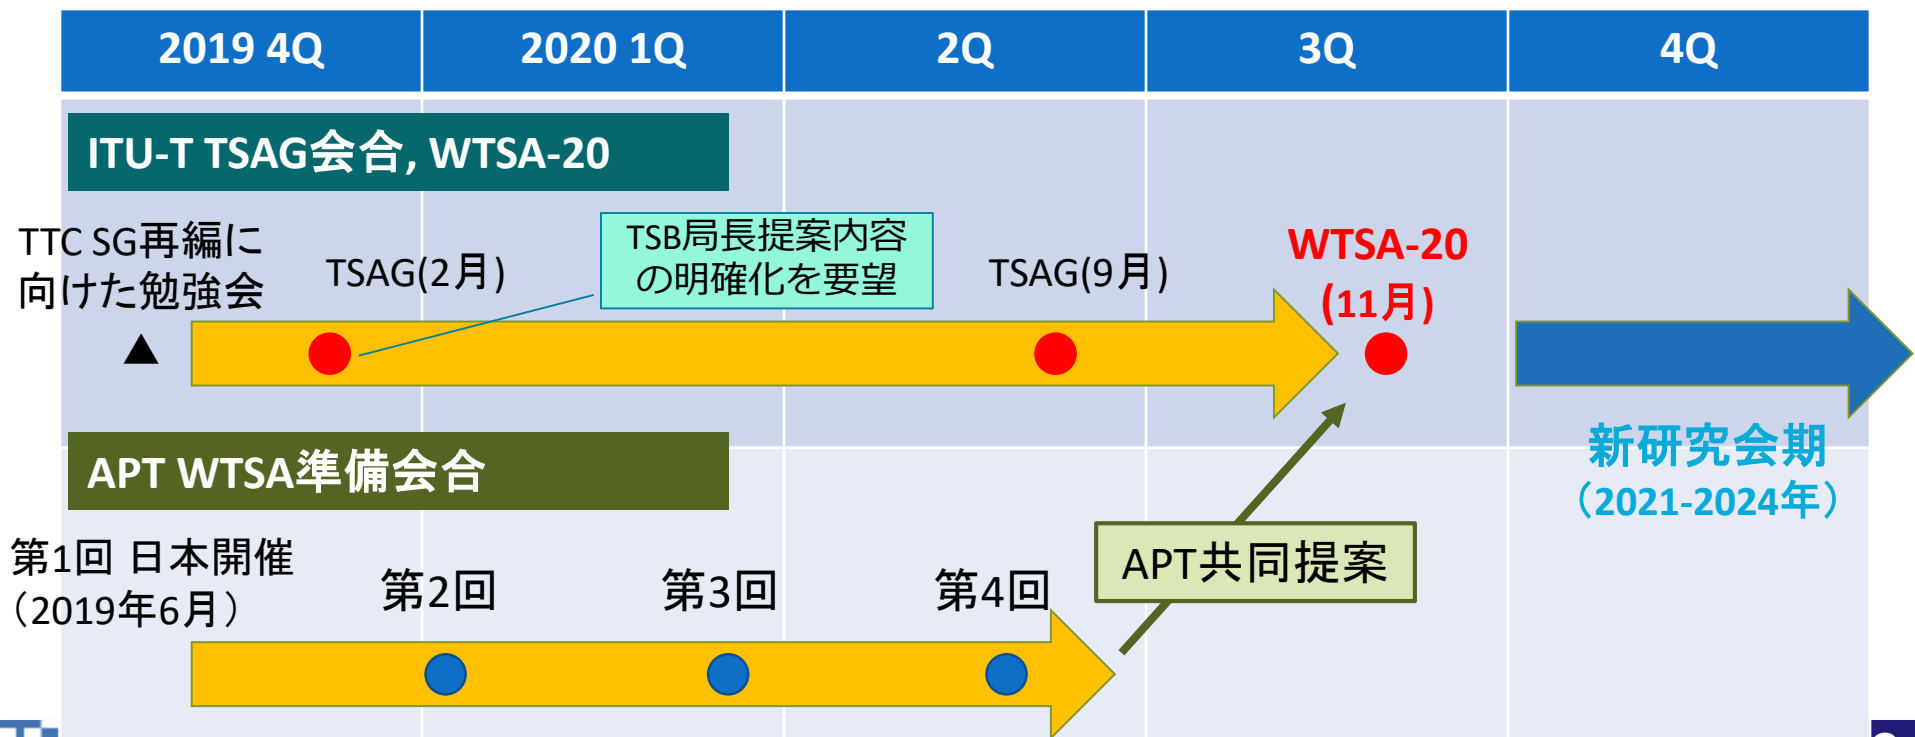 2019 4Q
2020 1Q
2Q
3Q
4Q
ITU-T TSAG会合, WTSA-20
TTC SG再編に
向けた勉強会
TSAG(2月)
TSB局長提案内容
の明確化を要望
TSAG(9月)
WTSA-20
(11月)
新研究会期
（2021-2024年）
APT WTSA準備会合
第1回 日本開催
（2019年6月）
第2回
第3回
第4回
APT共同提案